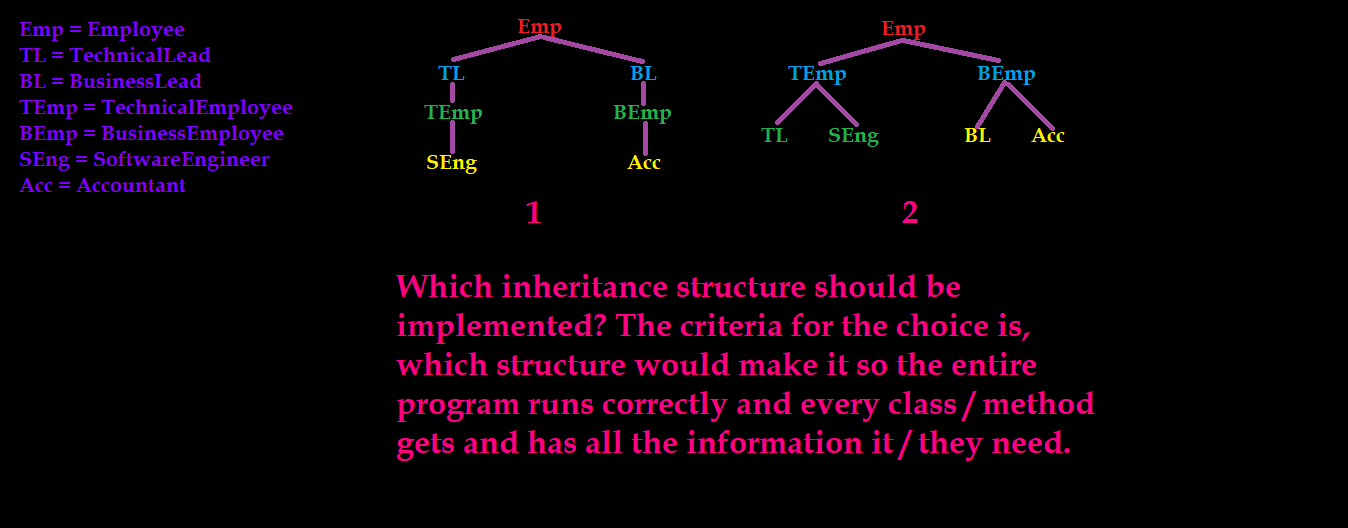 Emp = Employee
TL = TechnicalLead
BL = BusinessLead
TEmp = TechnicalEmployee
BEmp = BusinessEmployee
SEng = SoftwareEngineer
Acc = Accountant
Emp
TL BL
TEmp BEmp
SEng Acc
1
Emp
TEmp BEmp
TL SEng BL Acc
2
Which inheritance structure should be
implemented? The criteria for the choice is,
which structure would make it so the entire
program runs correctly and every class/method
gets and has all the information it/they need.